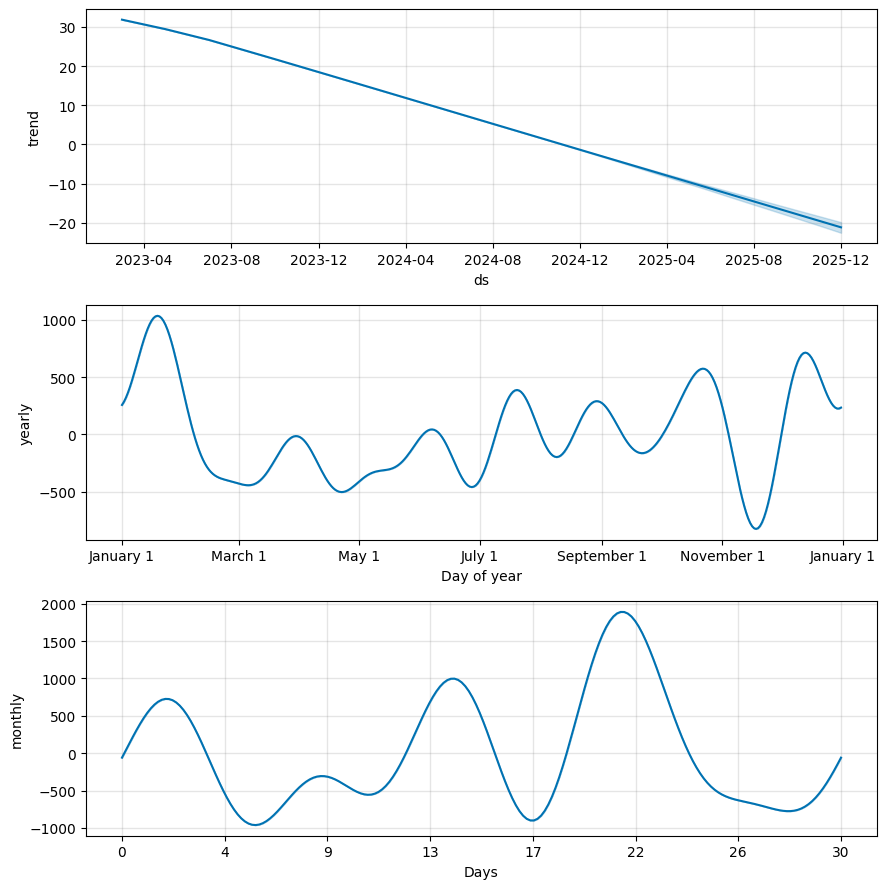 30
20
10
0
−10
−20
trend
2023-04 2023-08 2023-12 2024-04 2024-08 2024-12 2025-04 2025-08 2025-12
ds
1000
500
0
−500
yearly
January 1 March 1 May 1 July 1 September 1 November 1 January 1
Day of year
2000
1500
1000
500
0
−500
−1000
monthly
0 4 9 13 17 22 26 30
Days